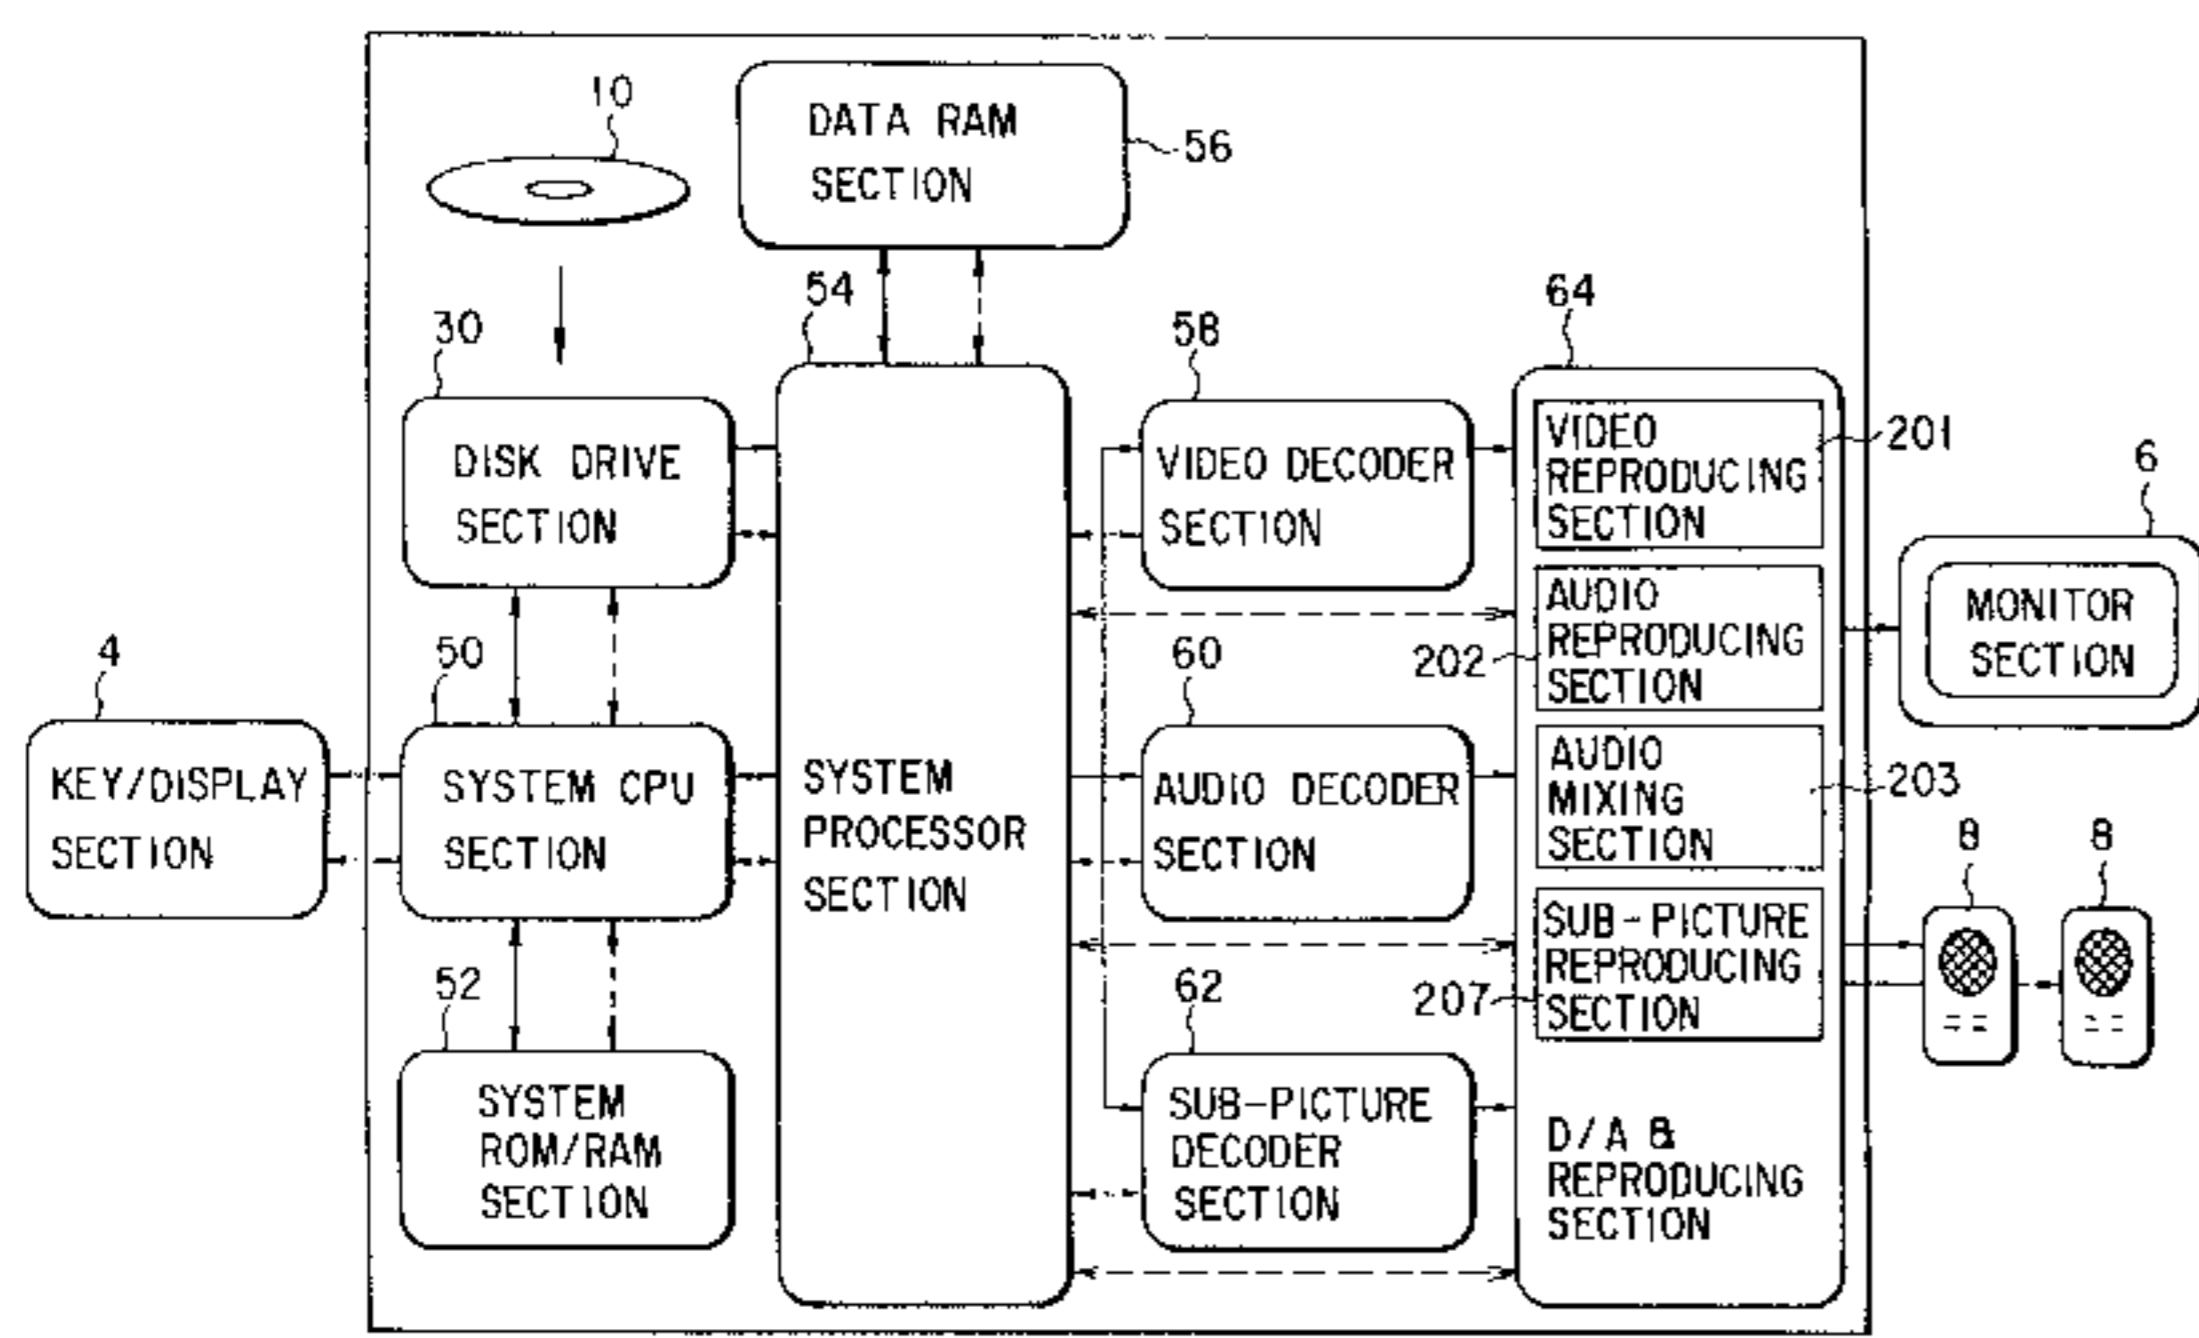 10
DATA RAM
SECTION
56
54
30
58
64
DISK DRIVE
SECTION
VIDEO DECODER
SECTION
VIDEO
REPRODUCING
SECTION
201
6
MONITOR
SECTION
AUDIO
REPRODUCING
SECTION
202
4
50
60
KEY/DISPLAY
SECTION
SYSTEM CPU
SECTION
SYSTEM
PROCESSOR
SECTION
AUDIO DECODER
SECTION
AUDIO
MIXING
SECTION
203
8
8
52
62
SUB-PICTURE
REPRODUCING
SECTION
207
SYSTEM
ROM/RAM
SECTION
SUB-PICTURE
DECODER
SECTION
D/A &
REPRODUCING
SECTION